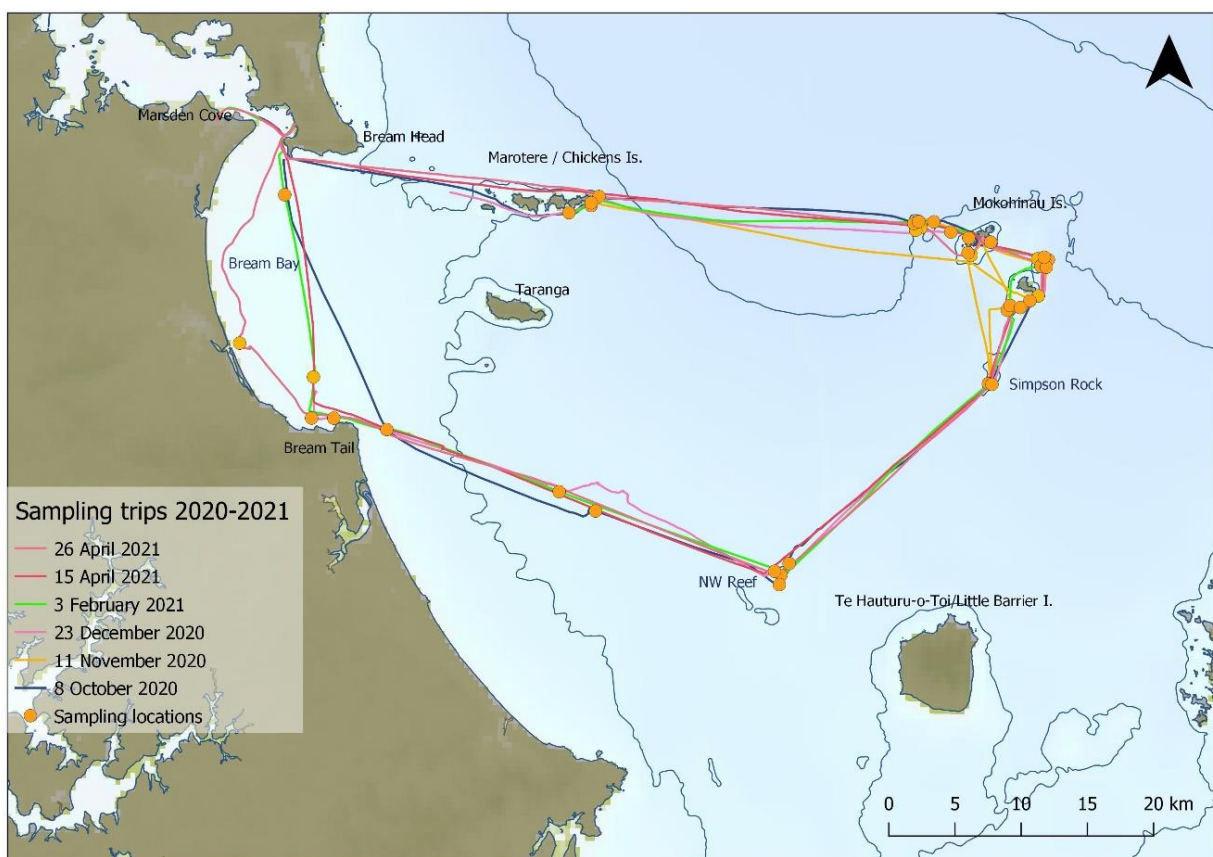 Marsden Cove
Bream Head
Marotere / Chickens Is.
Mokohinau Is.
Bream Bay
Taranga
Simpson Rock
Bream Tail
Sampling trips 2020-2021
26 April 2021
15 April 2021
3 February 2021
23 December 2020
11 November 2020
8 October 2020
Sampling locations
NW Reef
Te Hauturu-o-Toi/Little Barrier I.
0 5 10 15 20 km